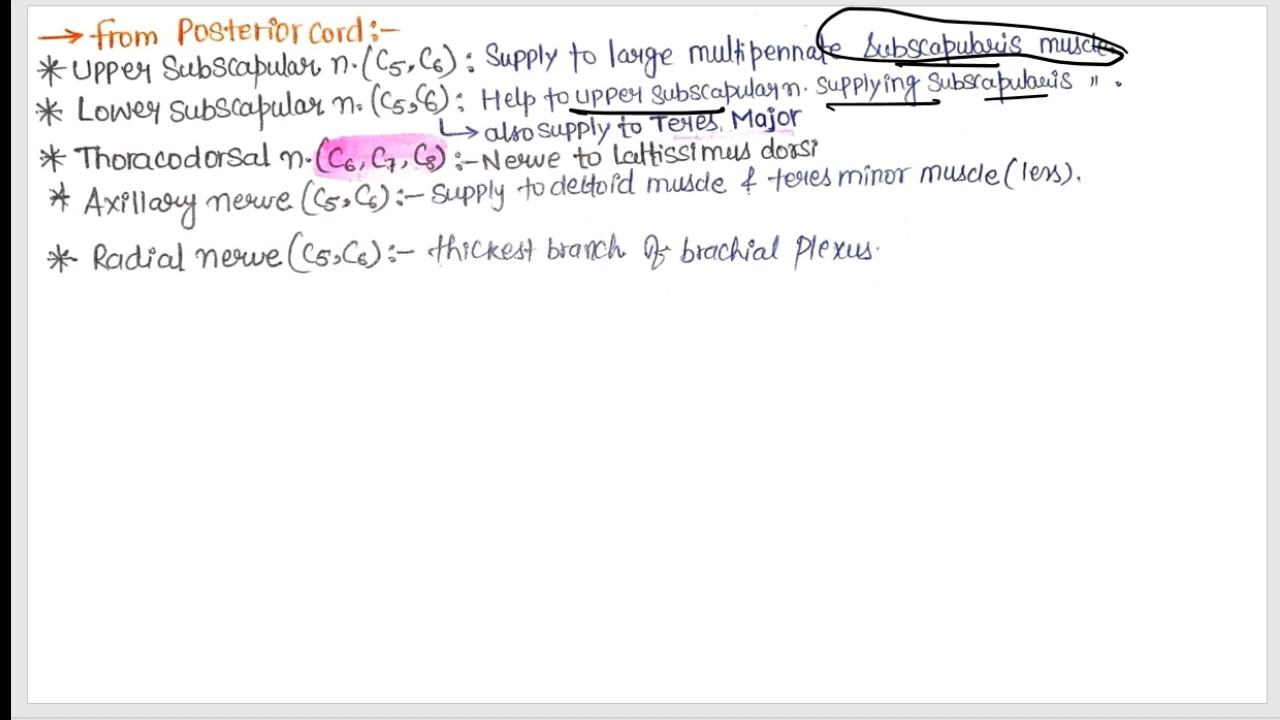 → from Posterior cord :-
* Upper Subscapular n. (C5, C6) : Supply to large multipennate Subscapularis muscle
* Lower subscapular n. (C5, C6) : Help to upper subscapular n. supplying subscapularis " .
↳ also supply to Teres Major
* Thoracodorsal n. (C6, C7, C8) :- Nerve to Lattissimus dorsi
* Axillary nerve (C5, C6) :- Supply to deltoid muscle & teres minor muscle (less).
* Radial nerve (C5, C6) :- thickest branch of brachial plexus.